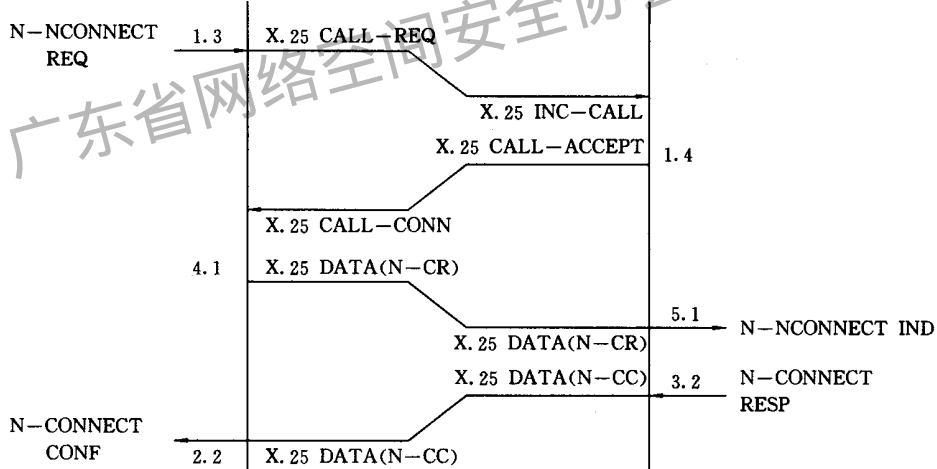 N-NCONNECT
REQ
1.3
X.25 CALL-REQ
X.25 INC-CALL
X.25 CALL-ACCEPT
1.4
X.25 CALL-CONN
4.1
X.25 DATA(N-CR)
5.1
N-NCONNECT IND
X.25 DATA(N-CR)
X.25 DATA(N-CC)
3.2
N-CONNECT
RESP
N-CONNECT
CONF
2.2
X.25 DATA(N-CC)
广东省网络空间安全协